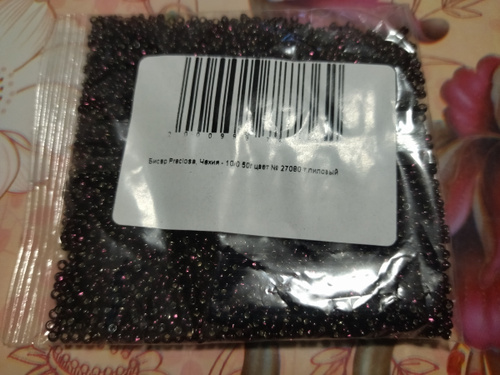 Бисер Preciosa, Чехия - 10/0 50г цвет № 27080 т.лиловый